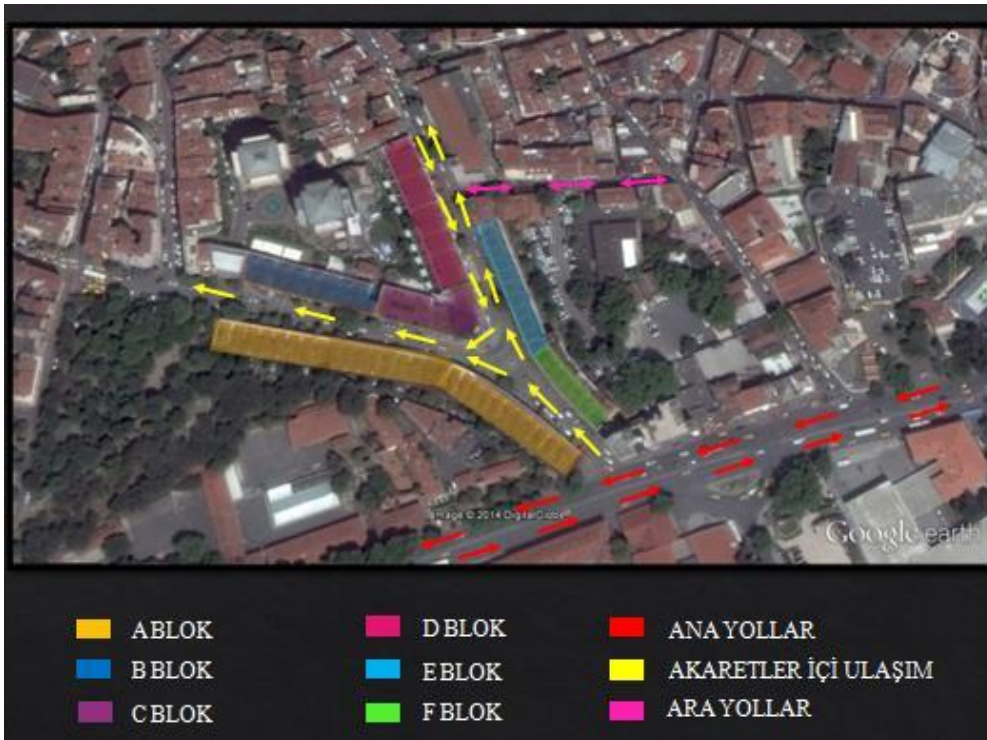 Image © 2014 DigitalGlobe
Google earth
A BLOK
B BLOK
C BLOK
D BLOK
E BLOK
F BLOK
ANA YOLLAR
AKARETLER İÇİ ULAŞIM
ARA YOLLAR